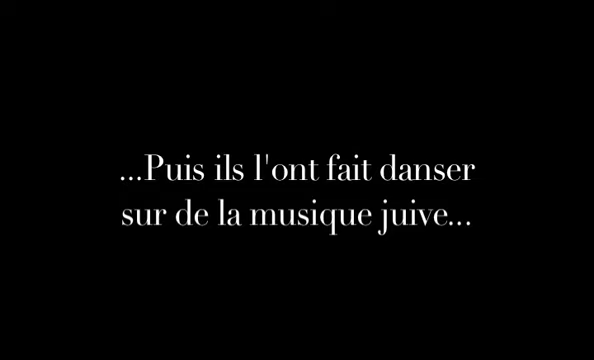 ...Puis ils l'ont fait danser
sur de la musique juive...